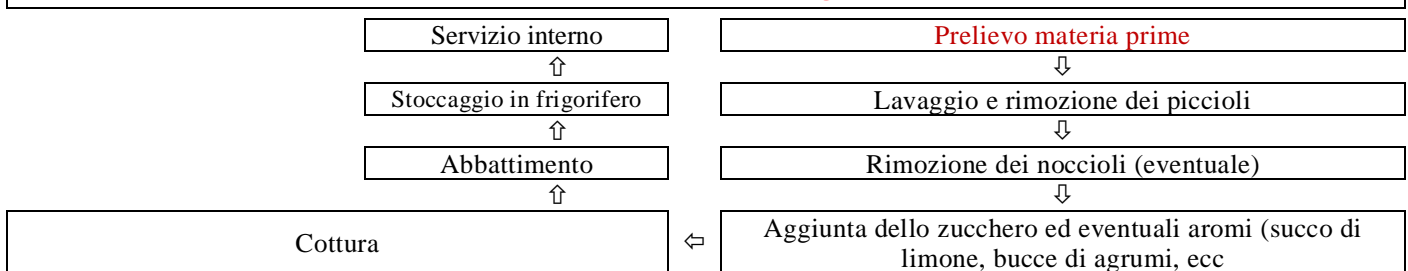 Servizio interno
Prelievo materia prime
⇧
⇩
Stoccaggio in frigorifero
Lavaggio e rimozione dei piccioli
⇧
⇩
Abbattimento
Rimozione dei noccioli (eventuale)
⇧
⇩
Cottura
⇦
Aggiunta dello zucchero ed eventuali aromi (succo di
limone, bucce di agrumi, ecc